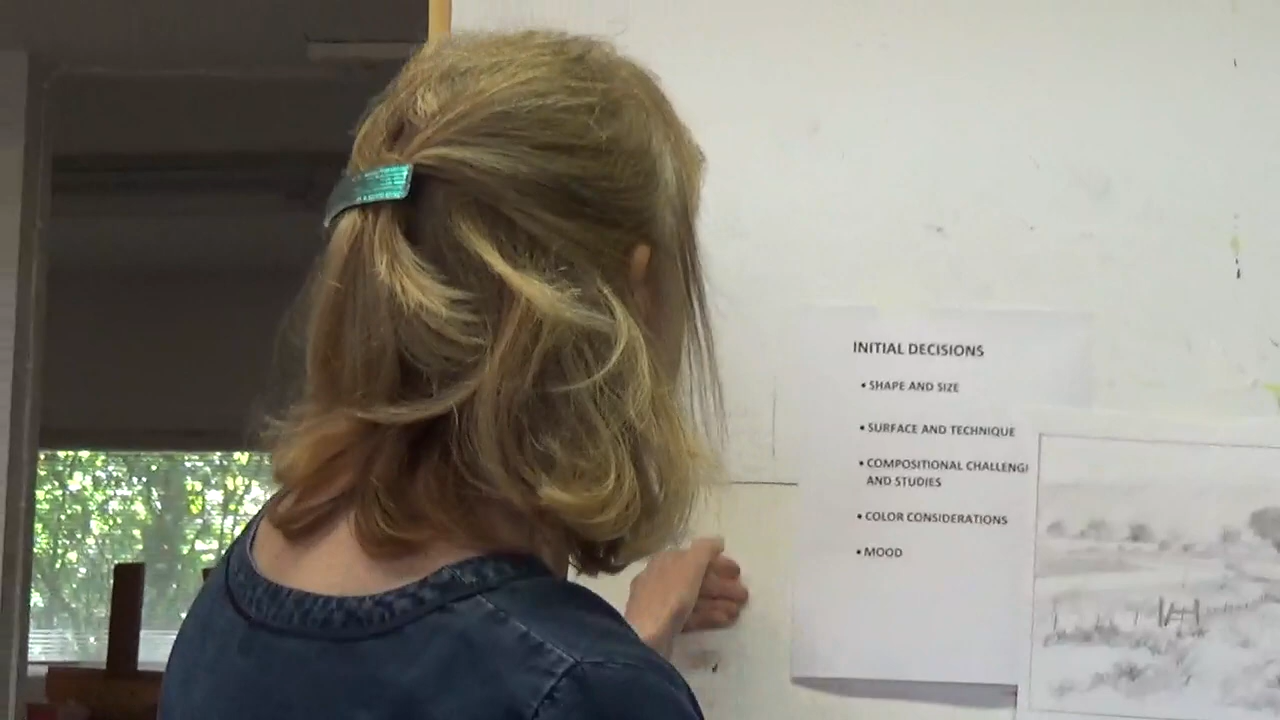 INITIAL DECISIONS
• SHAPE AND SIZE
• SURFACE AND TECHNIQUE
• COMPOSITIONAL CHALLENG
AND STUDIES
• COLOR CONSIDERATIONS
• MOOD